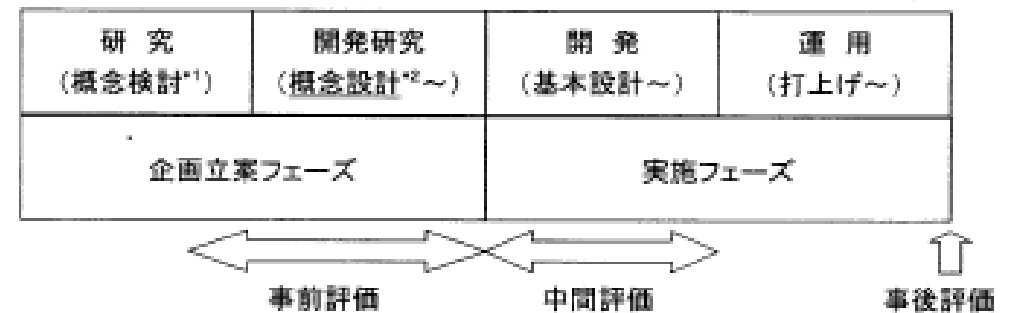 研 究
(概念検討*1)
開発研究
(概念設計*2~)
開 発
(基本設計~)
運 用
(打上げ~)
企画立案フェーズ
実施フェーズ
事前評価
中間評価
事後評価